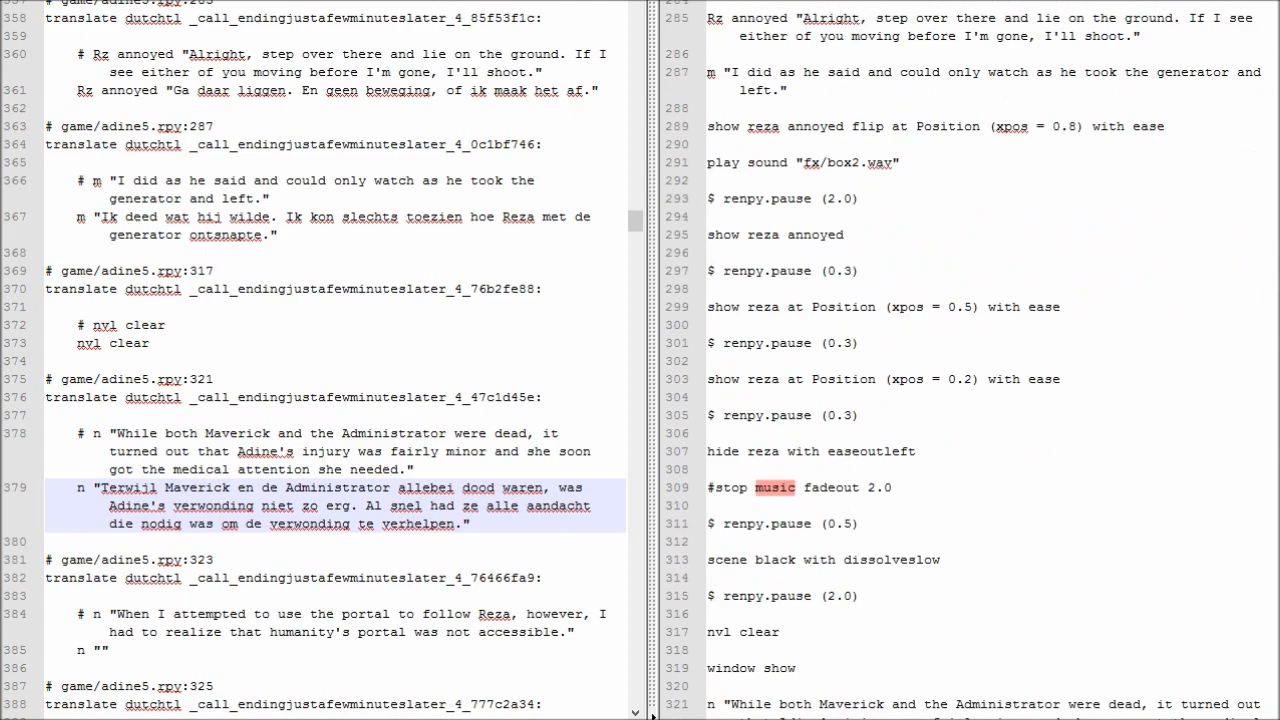 357 # game/adine5.rpy:285
358 translate dutchtl _call_endingjustafewminuteslater_4_85f53f1c:
359
360 # Rz annoyed "Alright, step over there and lie on the ground. If I
see either of you moving before I'm gone, I'll shoot."
361 Rz annoyed "Ga daar liggen. En geen beweging, of ik maak het af."
362
363 # game/adine5.rpy:287
364 translate dutchtl _call_endingjustafewminuteslater_4_0c1bf746:
365
366 # m "I did as he said and could only watch as he took the
generator and left."
367 m "Ik deed wat hij wilde. Ik kon slechts toezien hoe Reza met de
generator ontsnapte."
368
369 # game/adine5.rpy:317
370 translate dutchtl _call_endingjustafewminuteslater_4_76b2fe88:
371
372 # nvl clear
373 nvl clear
374
375 # game/adine5.rpy:321
376 translate dutchtl _call_endingjustafewminuteslater_4_47c1d45e:
377
378 # n "While both Maverick and the Administrator were dead, it
turned out that Adine's injury was fairly minor and she soon
got the medical attention she needed."
379 n "Terwijl Maverick en de Administrator allebei dood waren, was
Adine's verwonding niet zo erg. Al snel had ze alle aandacht
die nodig was om de verwonding te verhelpen."
380
381 # game/adine5.rpy:323
382 translate dutchtl _call_endingjustafewminuteslater_4_76466fa9:
383
384 # n "When I attempted to use the portal to follow Reza, however, I
had to realize that humanity's portal was not accessible."
385 n ""
386
387 # game/adine5.rpy:325
388 translate dutchtl _call_endingjustafewminuteslater_4_777c2a34:
285 Rz annoyed "Alright, step over there and lie on the ground. If I see
either of you moving before I'm gone, I'll shoot."
286
287 m "I did as he said and could only watch as he took the generator and
left."
288
289 show reza annoyed flip at Position (xpos = 0.8) with ease
290
291 play sound "fx/box2.wav"
292
293 $ renpy.pause (2.0)
294
295 show reza annoyed
296
297 $ renpy.pause (0.3)
298
299 show reza at Position (xpos = 0.5) with ease
300
301 $ renpy.pause (0.3)
302
303 show reza at Position (xpos = 0.2) with ease
304
305 $ renpy.pause (0.3)
306
307 hide reza with easeoutleft
308
309 #stop music fadeout 2.0
310
311 $ renpy.pause (0.5)
312
313 scene black with dissolveslow
314
315 $ renpy.pause (2.0)
316
317 nvl clear
318
319 window show
320
321 n "While both Maverick and the Administrator were dead, it turned out